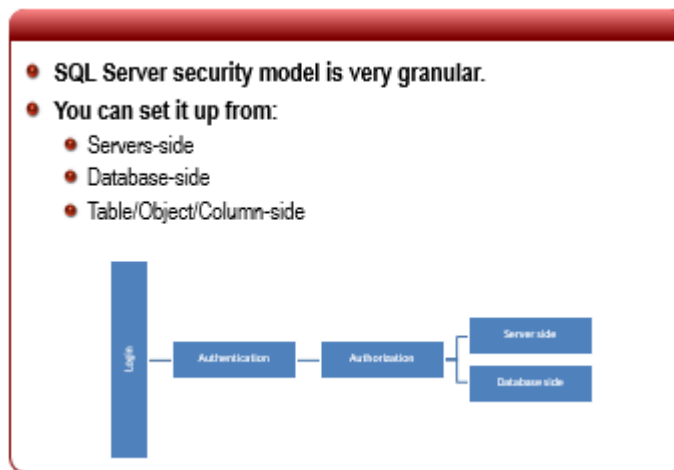 SQL Server security model is very granular.
You can set it up from:
Servers-side
Database-side
Table/Object/Column-side
Login
Authentication
Authorization
Server side
Database side